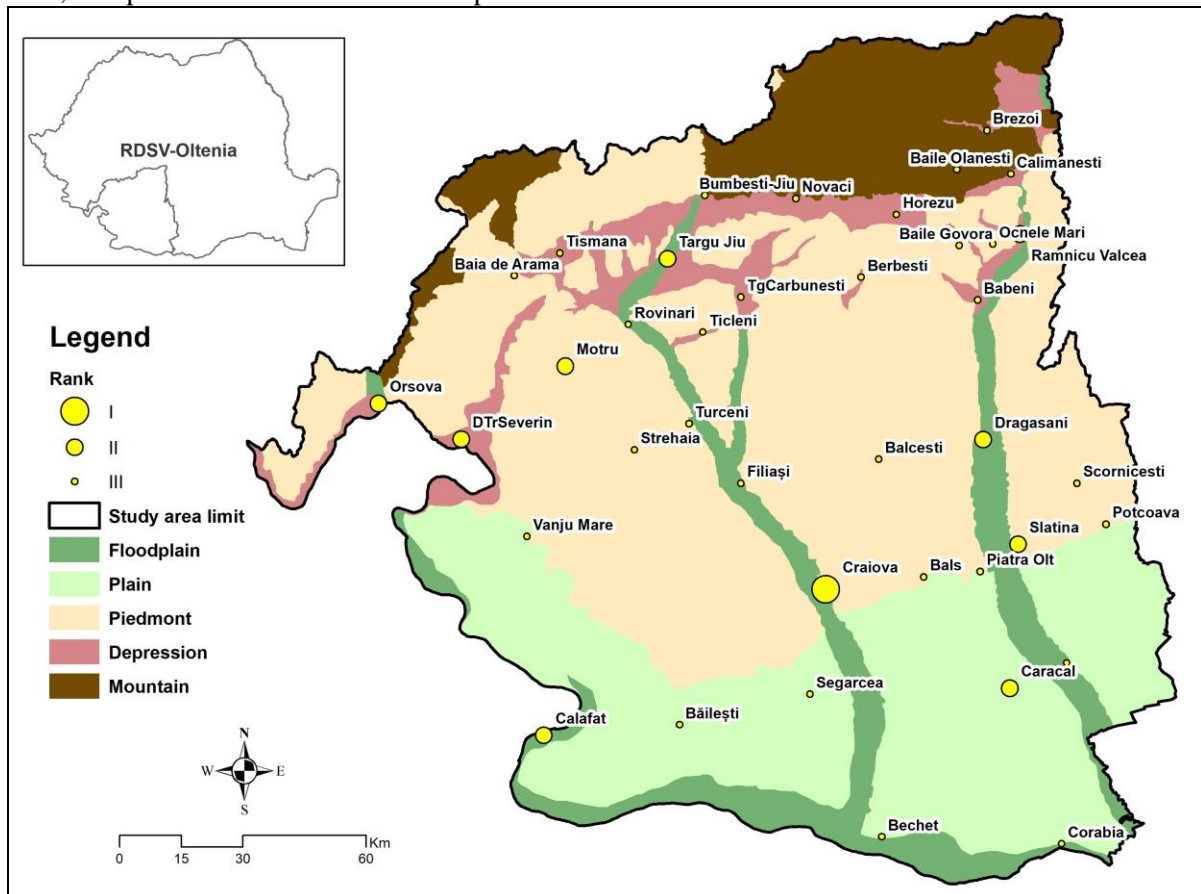 RDSV-Oltenia
Brezoi
Baile Olanesti
Calimanesti
Bumbesti-Jiu
Novaci
Horezu
Baile Govora
Ocnele Mari
Tismana
Targu Jiu
Ramnicu Valcea
Baia de Arama
Berbesti
TgCarbunesti
Babeni
Rovinari
Ticleni
Motru
Orsova
Turceni
DTrSeverin
Strehaia
Dragasani
Balcesti
Filiași
Scornicesti
Potcoava
Vanju Mare
Slatina
Craiova
Bals
Piatra Olt
Segarcea
Caracal
Calafat
Băilești
Bechet
Corabia
Legend
Rank
I
II
III
Study area limit
Floodplain
Plain
Piedmont
Depression
Mountain
N
W
E
S
Km
0 15 30 60